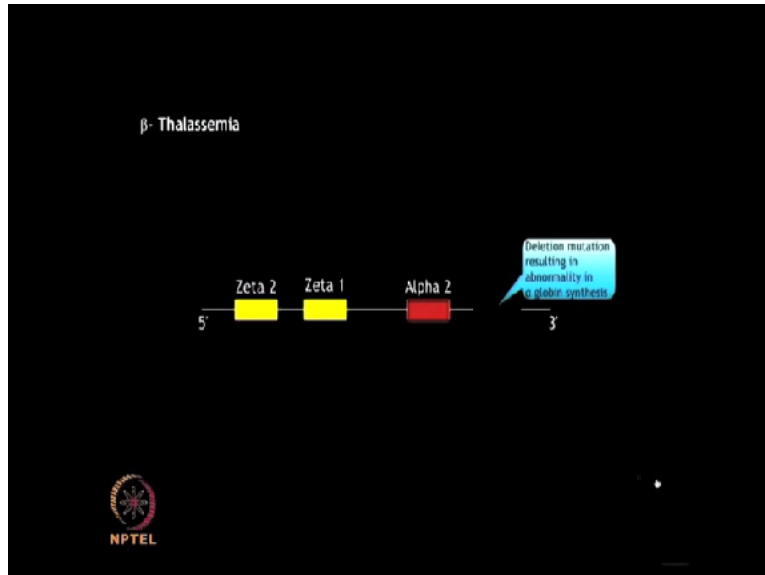 β- Thalassemia
Deletion mutation
resulting in
abnormality in
α globin synthesis
Zeta 2 Zeta 1 Alpha 2
5' 3'
NPTEL